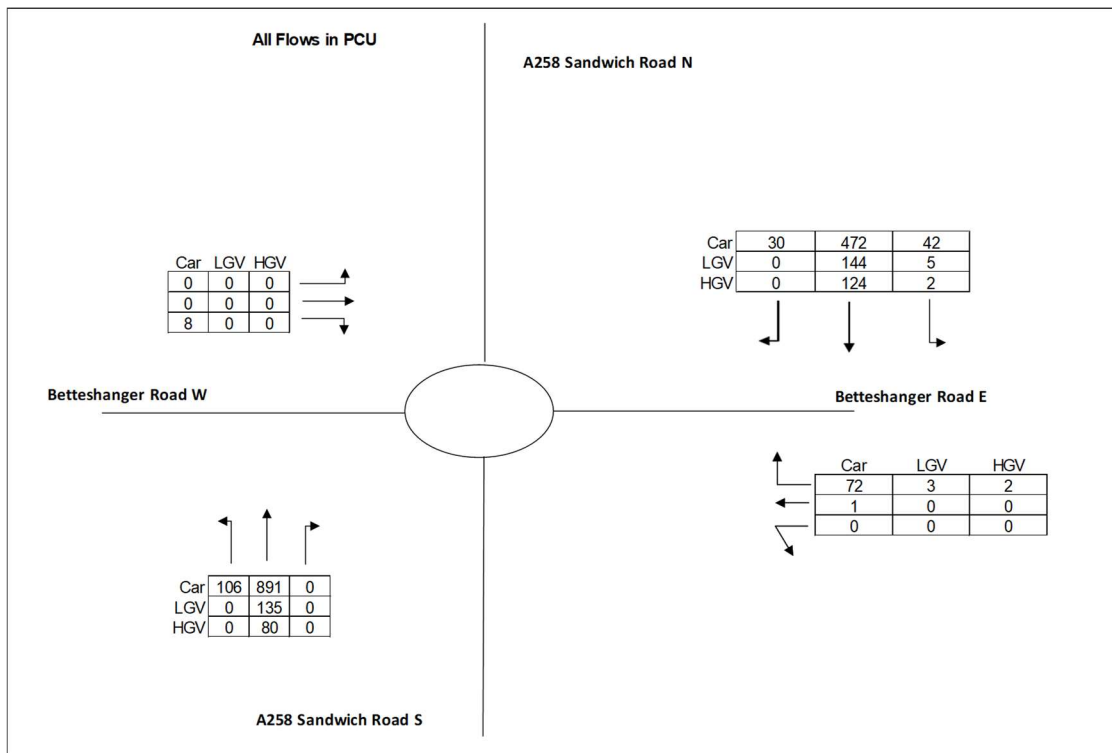 All Flows in PCU
A258 Sandwich Road N
Car 30 472 42
LGV 0 144 5
HGV 0 124 2
Car LGV HGV
0 0 0
0 0 0
8 0 0
Betteshanger Road W
Betteshanger Road E
Car LGV HGV
72 3 2
1 0 0
0 0 0
Car 106 891 0
LGV 0 135 0
HGV 0 80 0
A258 Sandwich Road S